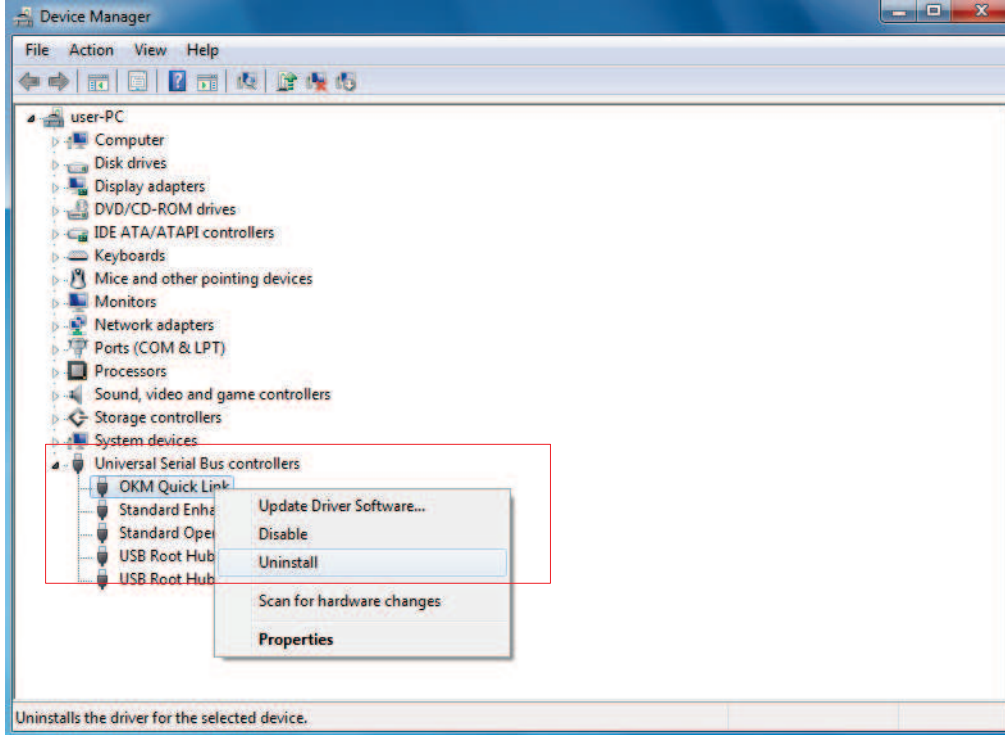 Device Manager
File Action View Help
user-PC
Computer
Disk drives
Display adapters
DVD/CD-ROM drives
IDE ATA/ATAPI controllers
Keyboards
Mice and other pointing devices
Monitors
Network adapters
Ports (COM & LPT)
Processors
Sound, video and game controllers
Storage controllers
System devices
Universal Serial Bus controllers
OKM Quick Link
Standard Enha
Standard Oper
USB Root Hub
USB Root Hub
Update Driver Software...
Disable
Uninstall
Scan for hardware changes
Properties
Uninstalls the driver for the selected device.